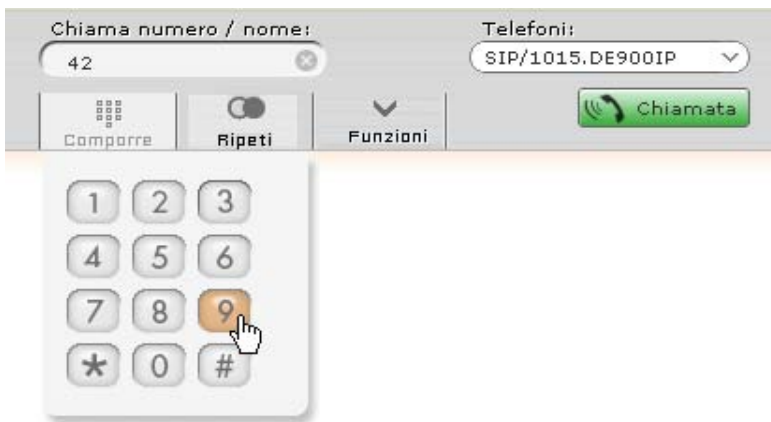 Chiama numero / nome: Telefoni:
42 SIP/1015.DE900IP
Chiamata
Comporre Ripeti Funzioni
1 2 3
4 5 6
7 8 9
* 0 #